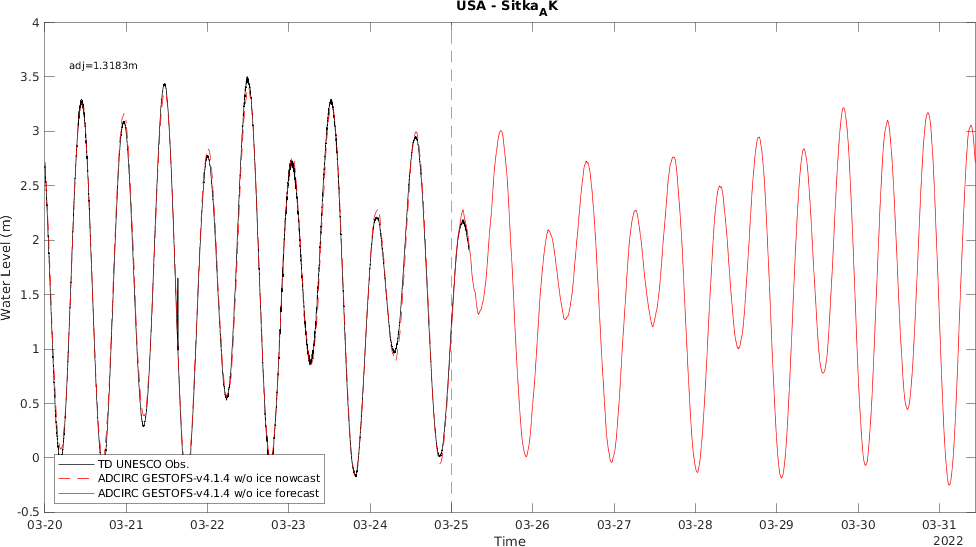 USA - Sitka_AK
4
adj=1.3183m
3.5
3
2.5
2
1.5
1
0.5
0
-0.5
Water Level (m)
TD UNESCO Obs.
ADCIRC GESTOFS-v4.1.4 w/o ice nowcast
ADCIRC GESTOFS-v4.1.4 w/o ice forecast
03-20 03-21 03-22 03-23 03-24 03-25 03-26 03-27 03-28 03-29 03-30 03-31
Time
2022